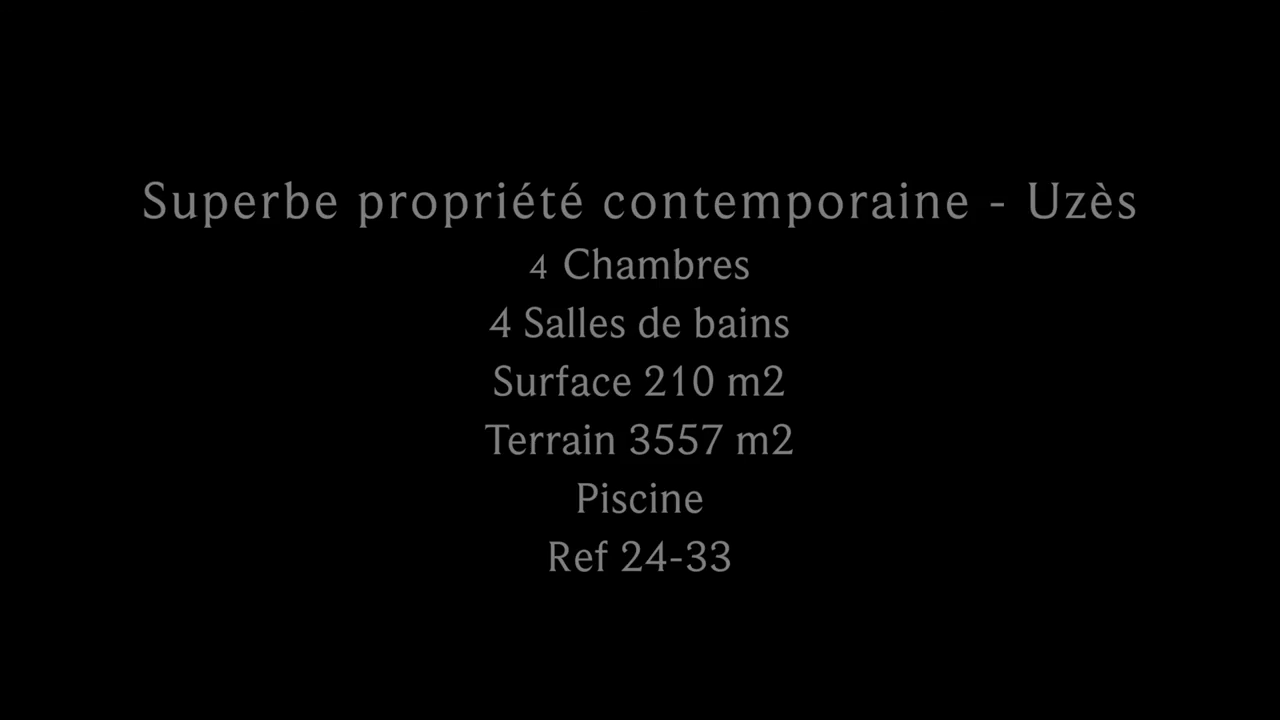 Superbe propriété contemporaine - Uzès
4 Chambres
4 Salles de bains
Surface 210 m2
Terrain 3557 m2
Piscine
Ref 24-33